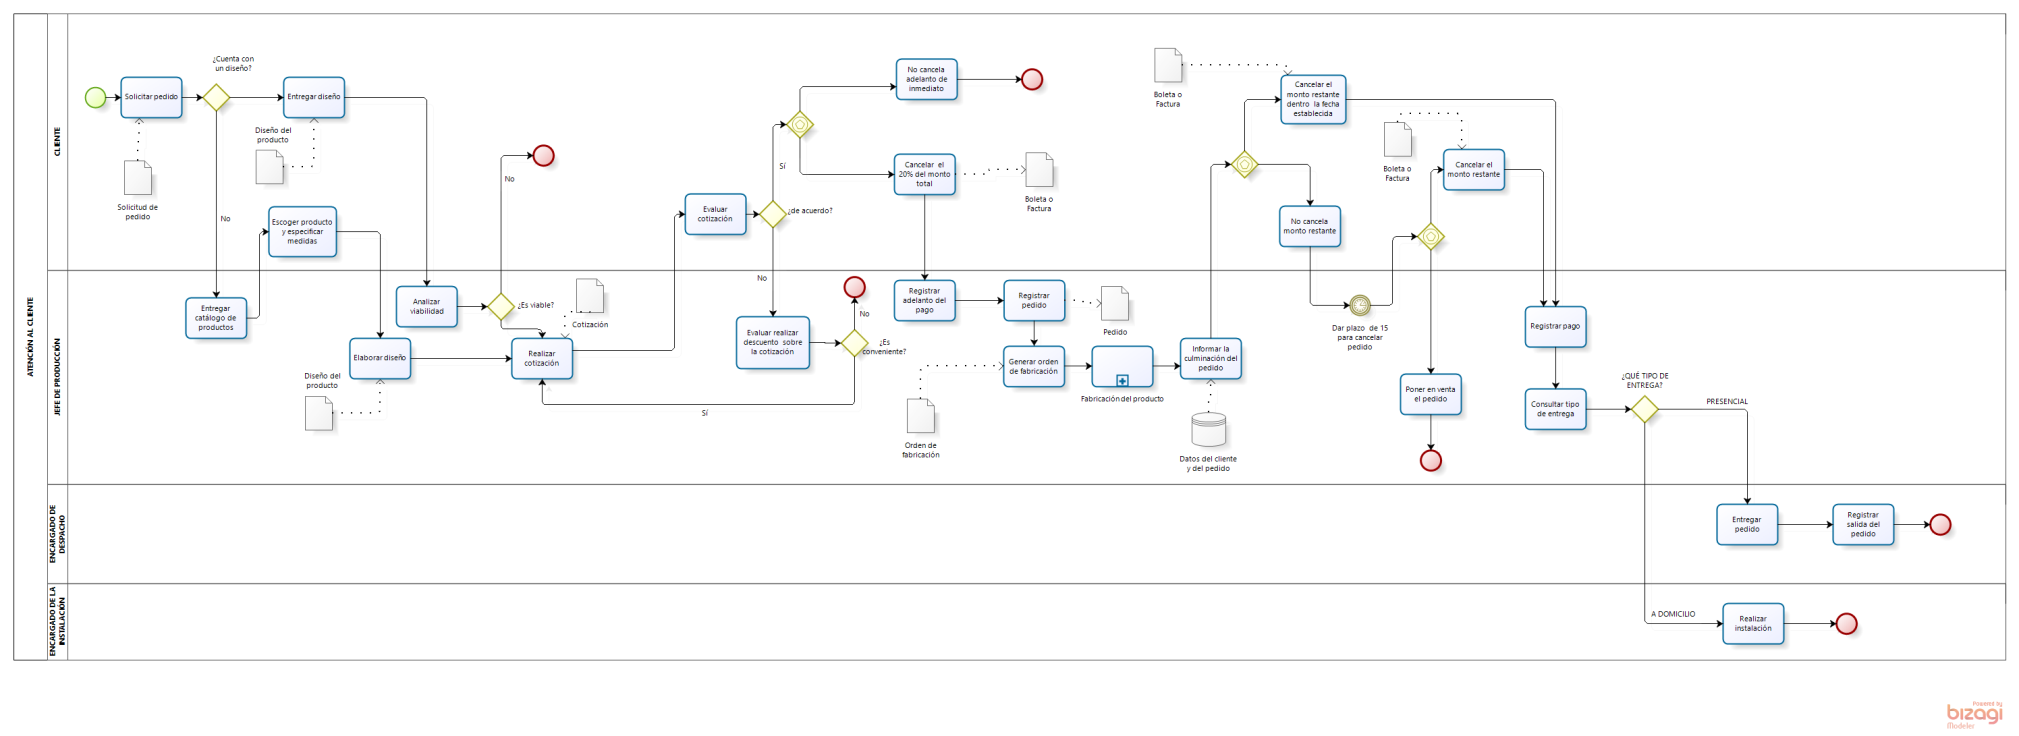 ATENCIÓN AL CLIENTE
CLIENTE
¿Cuenta con
un diseño?
Solicitar pedido
Entregar diseño
Solicitud de
pedido
Diseño del
producto
No
Escoger producto
y especificar
medidas
No
Evaluar
cotización
¿de acuerdo?
Sí
No cancela
adelanto de
inmediato
Cancelar el
20% del monto
total
Boleta o
Factura
Boleta o
Factura
Cancelar el
monto restante
dentro la fecha
establecida
No cancela
monto restante
Boleta o
Factura
Cancelar el
monto restante
JEFE DE PRODUCCIÓN
Entregar
catálogo de
productos
Analizar
viabilidad
¿Es viable?
Cotización
Elaborar diseño
Diseño del
producto
Realizar
cotización
No
Evaluar realizar
descuento sobre
la cotización
No
¿Es
conveniente?
Sí
Registrar
adelanto del
pago
Registrar
pedido
Pedido
Generar orden
de fabricación
Orden de
fabricación
Fabricación del producto
Informar la
culminación del
pedido
Datos del cliente
y del pedido
Dar plazo de 15
para cancelar
pedido
Poner en venta
el pedido
Registrar pago
Consultar tipo
de entrega
¿QUÉ TIPO DE
ENTREGA?
PRESENCIAL
ENCARGADO DE
DESPACHO
Entregar
pedido
Registrar
salida del
pedido
ENCARGADO DE LA
INSTALACIÓN
A DOMICILIO
Realizar
instalación
Powered by
bizagi
Modeler